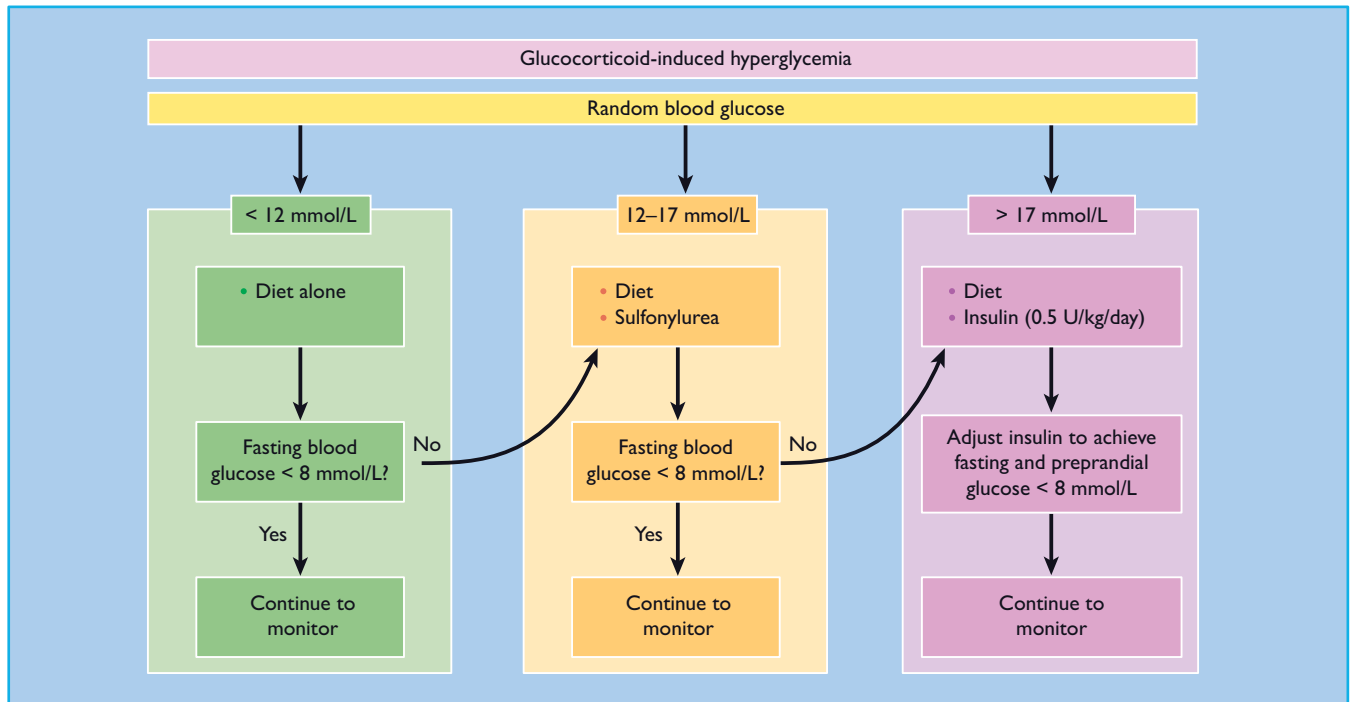 Glucocorticoid-induced hyperglycemia
Random blood glucose
< 12 mmol/L
12–17 mmol/L
> 17 mmol/L
• Diet alone
• Diet
• Sulfonylurea
• Diet
• Insulin (0.5 U/kg/day)
Fasting blood
glucose < 8 mmol/L?
No
Fasting blood
glucose < 8 mmol/L?
No
Adjust insulin to achieve
fasting and preprandial
glucose < 8 mmol/L
Yes
Yes
Continue to
monitor
Continue to
monitor
Continue to
monitor